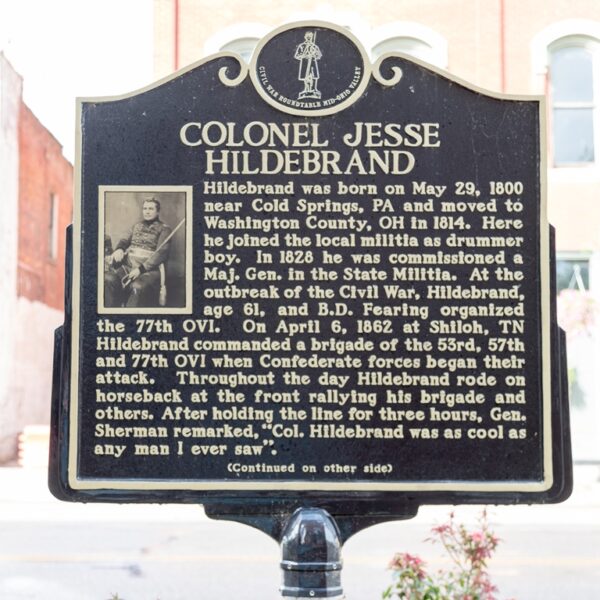 CIVIL WAR ROUNDTABLE MID-OHIO VALLEY
COLONEL JESSE
HILDEBRAND
Hildebrand was born on May 29, 1800
near Cold Springs, PA and moved to
Washington County, OH in 1814. Here
he joined the local militia as drummer
boy. In 1828 he was commissioned a
Maj. Gen. in the State Militia. At the
outbreak of the Civil War, Hildebrand,
age 61, and B.D. Fearing organized
the 77th OVI. On April 6, 1862 at Shiloh, TN
Hildebrand commanded a brigade of the 53rd, 57th
and 77th OVI when Confederate forces began their
attack. Throughout the day Hildebrand rode on
horseback at the front rallying his brigade and
others. After holding the line for three hours, Gen.
Sherman remarked, "Col. Hildebrand was as cool as
any man I ever saw".
(Continued on other side)